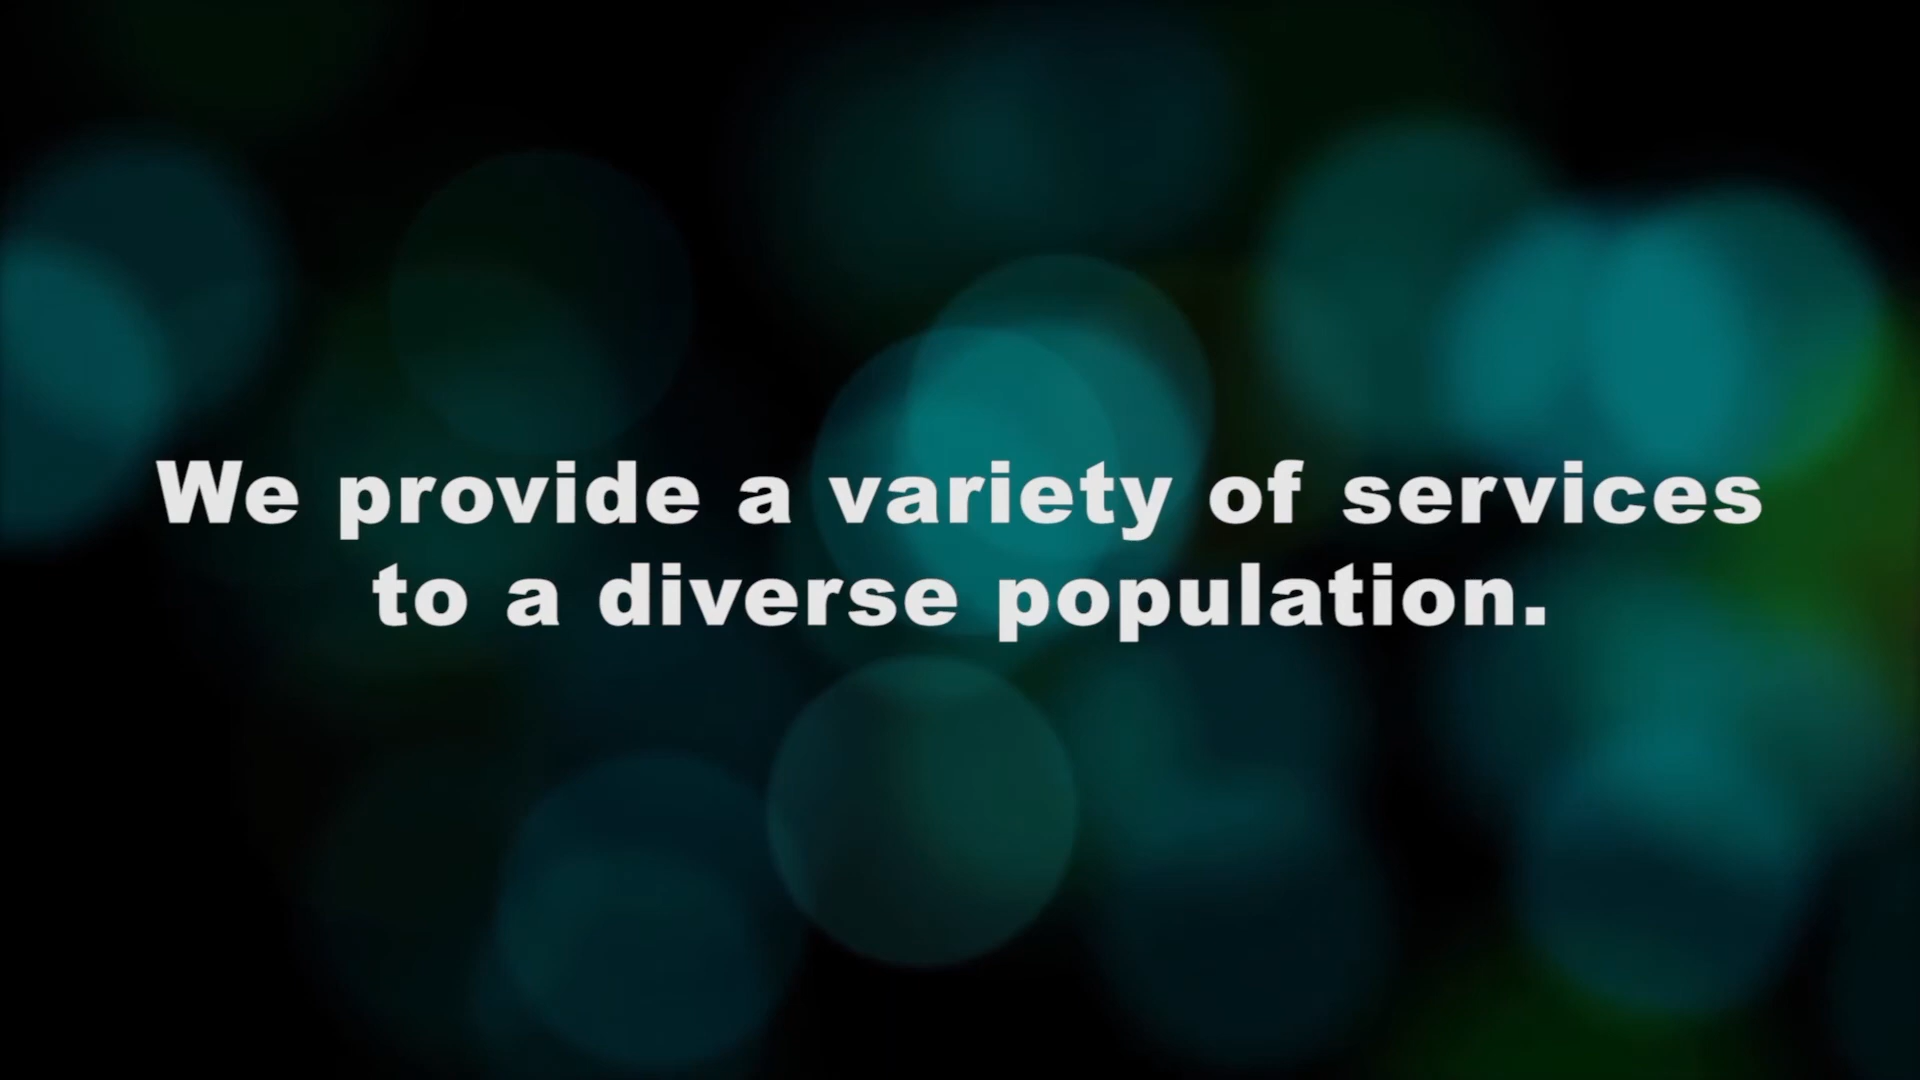 We provide a variety of services
to a diverse population.